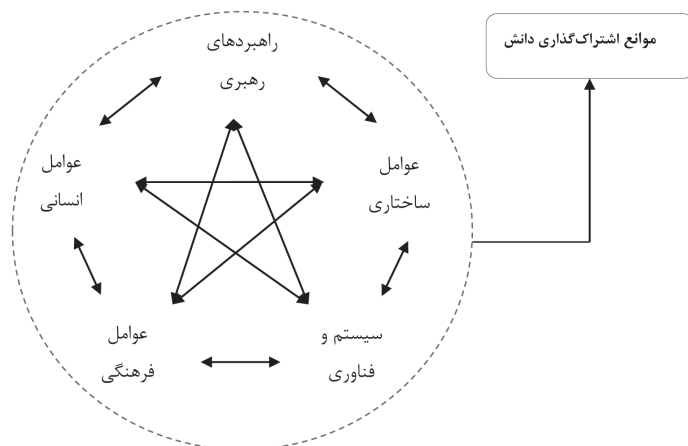 راهبردهای
رهبری
موانع اشتراک‌گذاری دانش
عوامل
ساختاری
عوامل
انسانی
سیستم و
فناوری
عوامل
فرهنگی